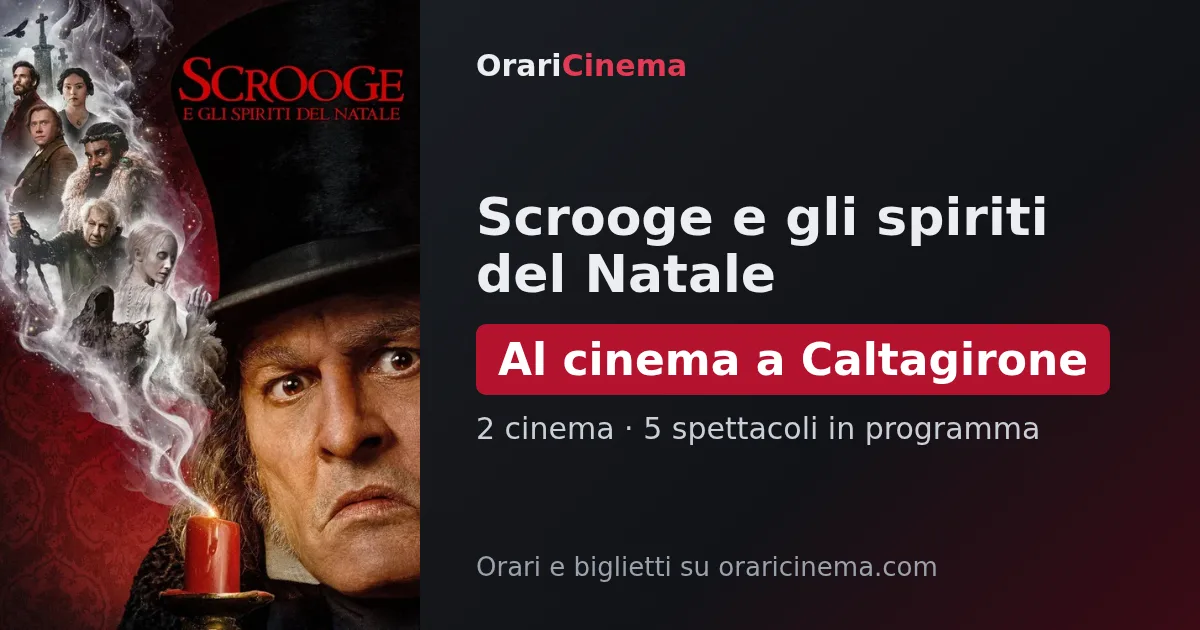 SCROOGE
E GLI SPIRITI DEL NATALE
OrariCinema
Scrooge e gli spiriti
del Natale
Al cinema a Caltagirone
2 cinema · 5 spettacoli in programma
Orari e biglietti su oraricinema.com